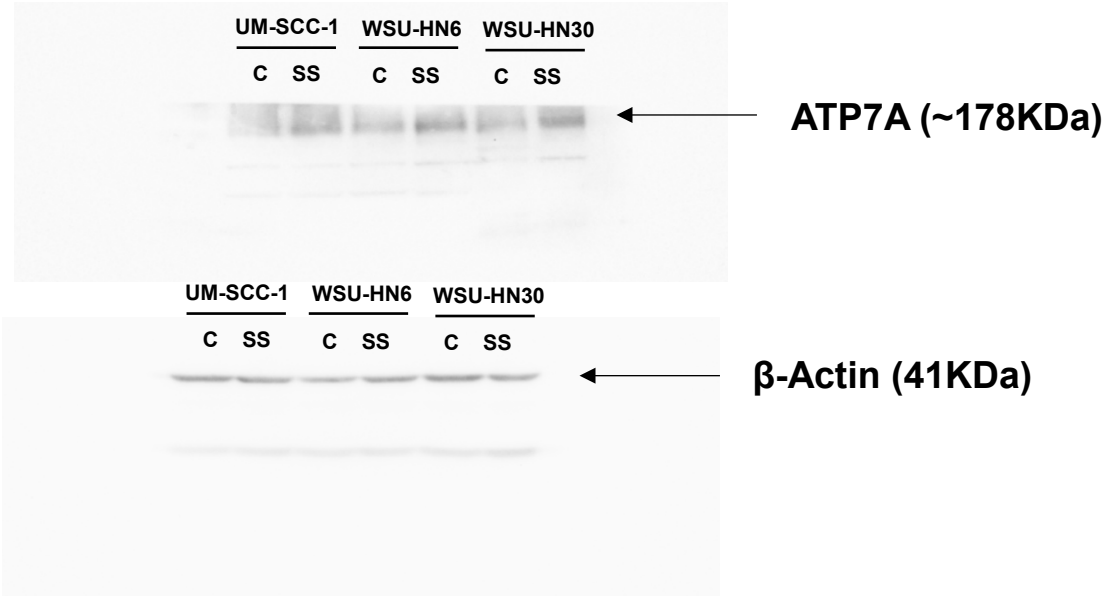 UM-SCC-1 WSU-HN6 WSU-HN30
C SS C SS C SS
ATP7A (~178KDa)
UM-SCC-1 WSU-HN6 WSU-HN30
C SS C SS C SS
β-Actin (41KDa)